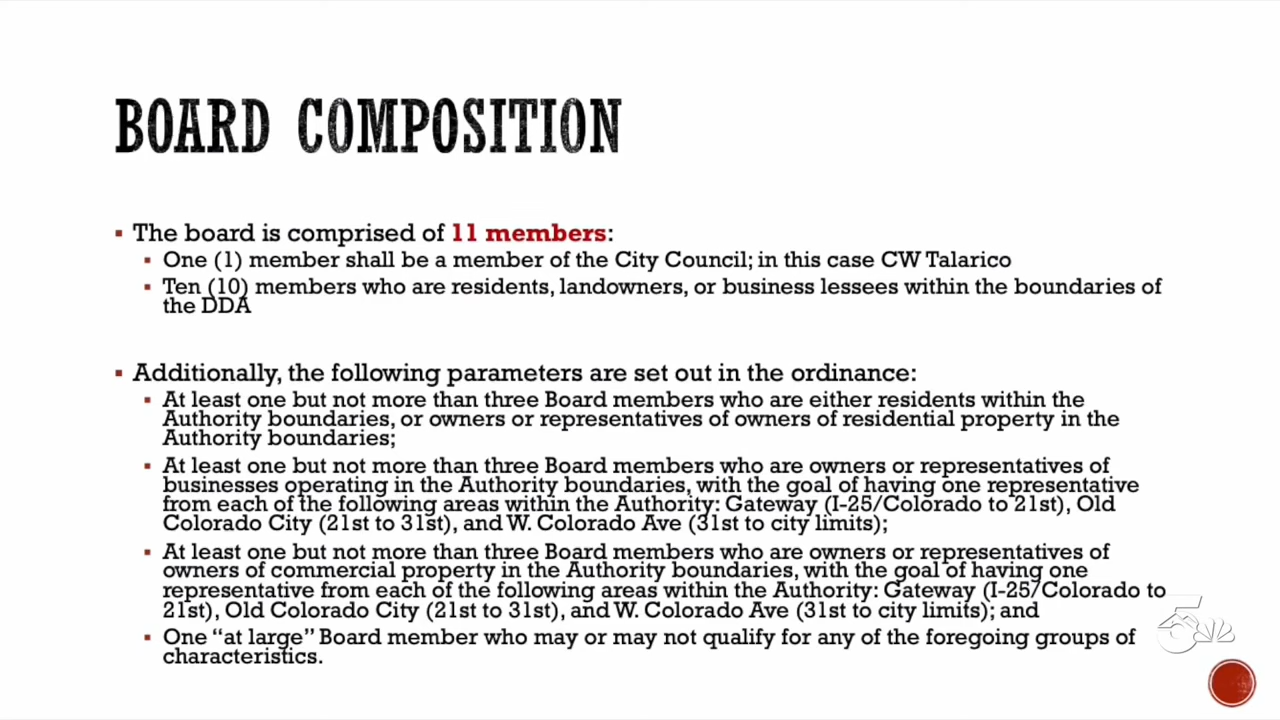 BOARD COMPOSITION
▪ The board is comprised of 11 members:
▪ One (1) member shall be a member of the City Council; in this case CW Talarico
▪ Ten (10) members who are residents, landowners, or business lessees within the boundaries of
the DDA
▪ Additionally, the following parameters are set out in the ordinance:
▪ At least one but not more than three Board members who are either residents within the
Authority boundaries, or owners or representatives of owners of residential property in the
Authority boundaries;
▪ At least one but not more than three Board members who are owners or representatives of
businesses operating in the Authority boundaries, with the goal of having one representative
from each of the following areas within the Authority: Gateway (I-25/Colorado to 21st), Old
Colorado City (21st to 31st), and W. Colorado Ave (31st to city limits);
▪ At least one but not more than three Board members who are owners or representatives of
owners of commercial property in the Authority boundaries, with the goal of having one
representative from each of the following areas within the Authority: Gateway (I-25/Colorado to
21st), Old Colorado City (21st to 31st), and W. Colorado Ave (31st to city limits); and
▪ One “at large” Board member who may or may not qualify for any of the foregoing groups of
characteristics.
5